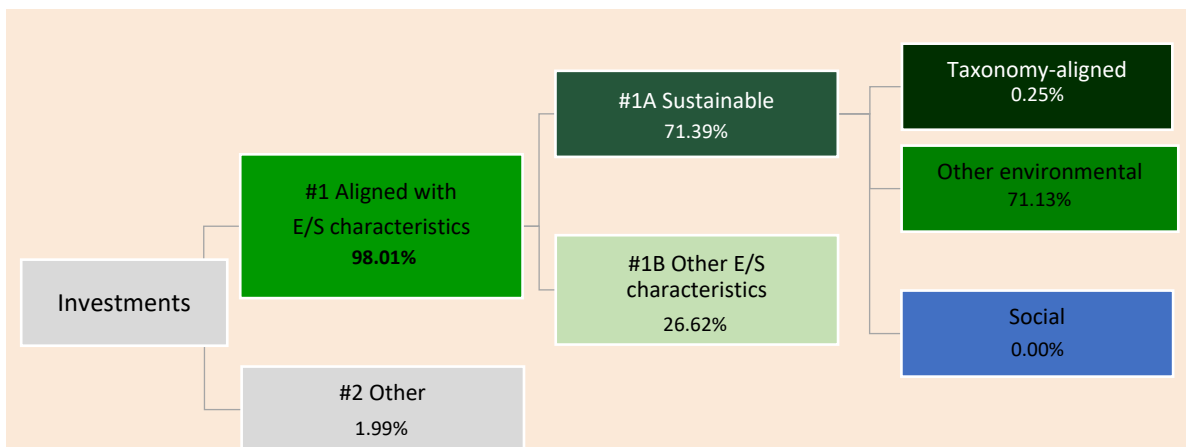 Investments
#1 Aligned with
E/S characteristics
98.01%
#2 Other
1.99%
#1A Sustainable
71.39%
#1B Other E/S
characteristics
26.62%
Taxonomy-aligned
0.25%
Other environmental
71.13%
Social
0.00%